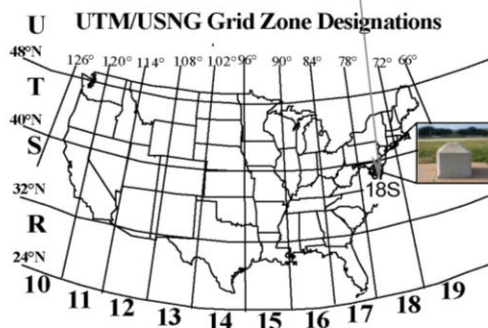 UTM/USNG Grid Zone Designations
U
48°N
126° 120° 114° 108° 102° 96° 90° 84° 78° 72° 66°
T
40°N
S
18S
32°N
R
24°N
10 11 12 13 14 15 16 17 18 19